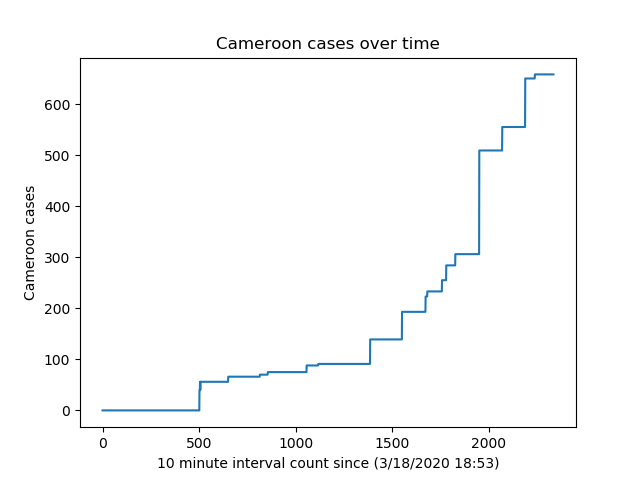 Cameroon cases over time
Cameroon cases
600
500
400
300
200
100
0
0 500 1000 1500 2000
10 minute interval count since (3/18/2020 18:53)